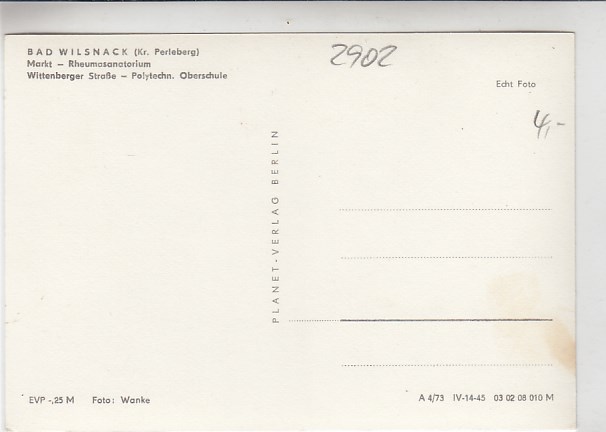 BAD WILSNACK (Kr. Perleberg)
Markt – Rheumasanatorium
Wittenberger Straße – Polytechn. Oberschule
2902
Echt Foto
4,-
PLANET-VERLAG BERLIN
EVP -,25 M Foto: Wanke
A 4/73 IV-14-45 03 02 08 010 M